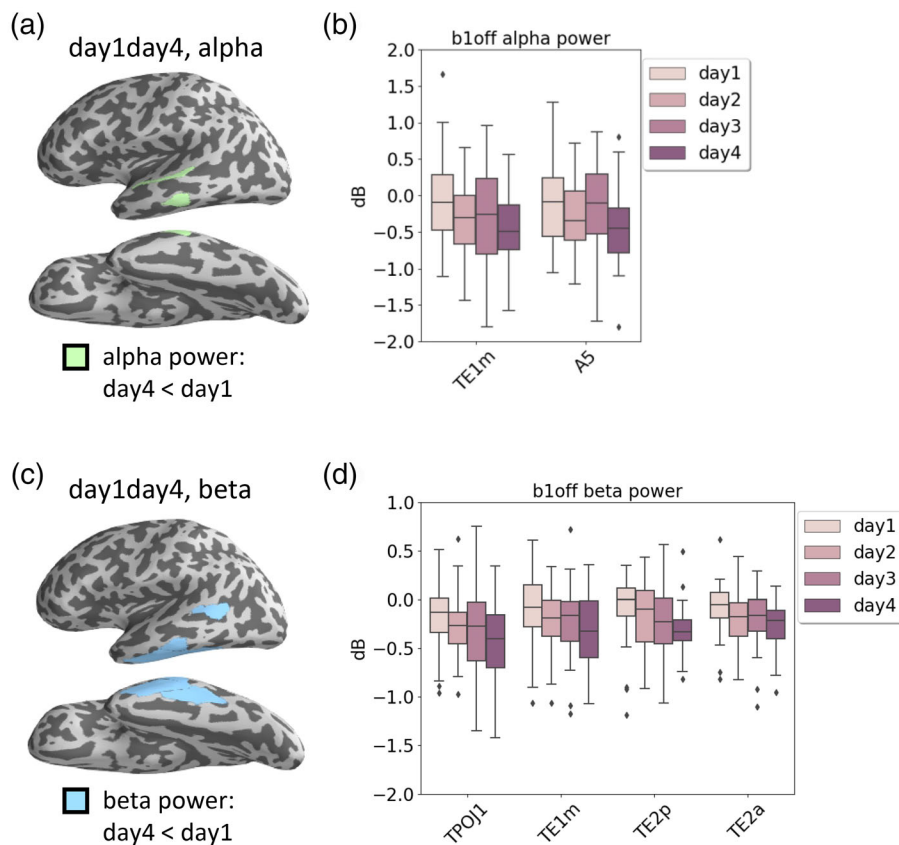 (a)
day1day4, alpha
alpha power:
day4 < day1
(b)
b1off alpha power
dB
2.0
1.5
1.0
0.5
0.0
−0.5
−1.0
−1.5
−2.0
TE1m
A5
day1
day2
day3
day4
(c)
day1day4, beta
beta power:
day4 < day1
(d)
b1off beta power
dB
1.0
0.5
0.0
−0.5
−1.0
−1.5
−2.0
TPOJ1
TE1m
TE2p
TE2a
day1
day2
day3
day4